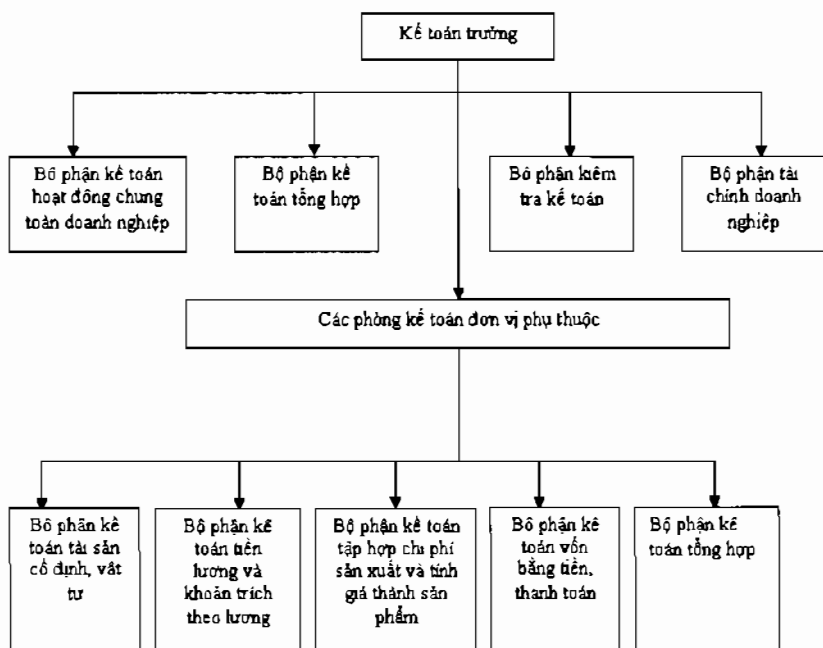 Kế toán trưởng
Bộ phận kế toán
hoạt động chung
toàn doanh nghiệp
Bộ phận kế
toán tổng hợp
Bộ phận kiểm
tra kế toán
Bộ phận tài
chính doanh
nghiệp
Các phòng kế toán đơn vị phụ thuộc
Bộ phận kế
toán tài sản
cố định, vật
tư
Bộ phận kế
toán tiền
lương và
khoản trích
theo lương
Bộ phận kế toán
tập hợp chi phí
sản xuất và tính
giá thành sản
phẩm
Bộ phận kế
toán vốn
bằng tiền,
thanh toán
Bộ phận kế
toán tổng hợp